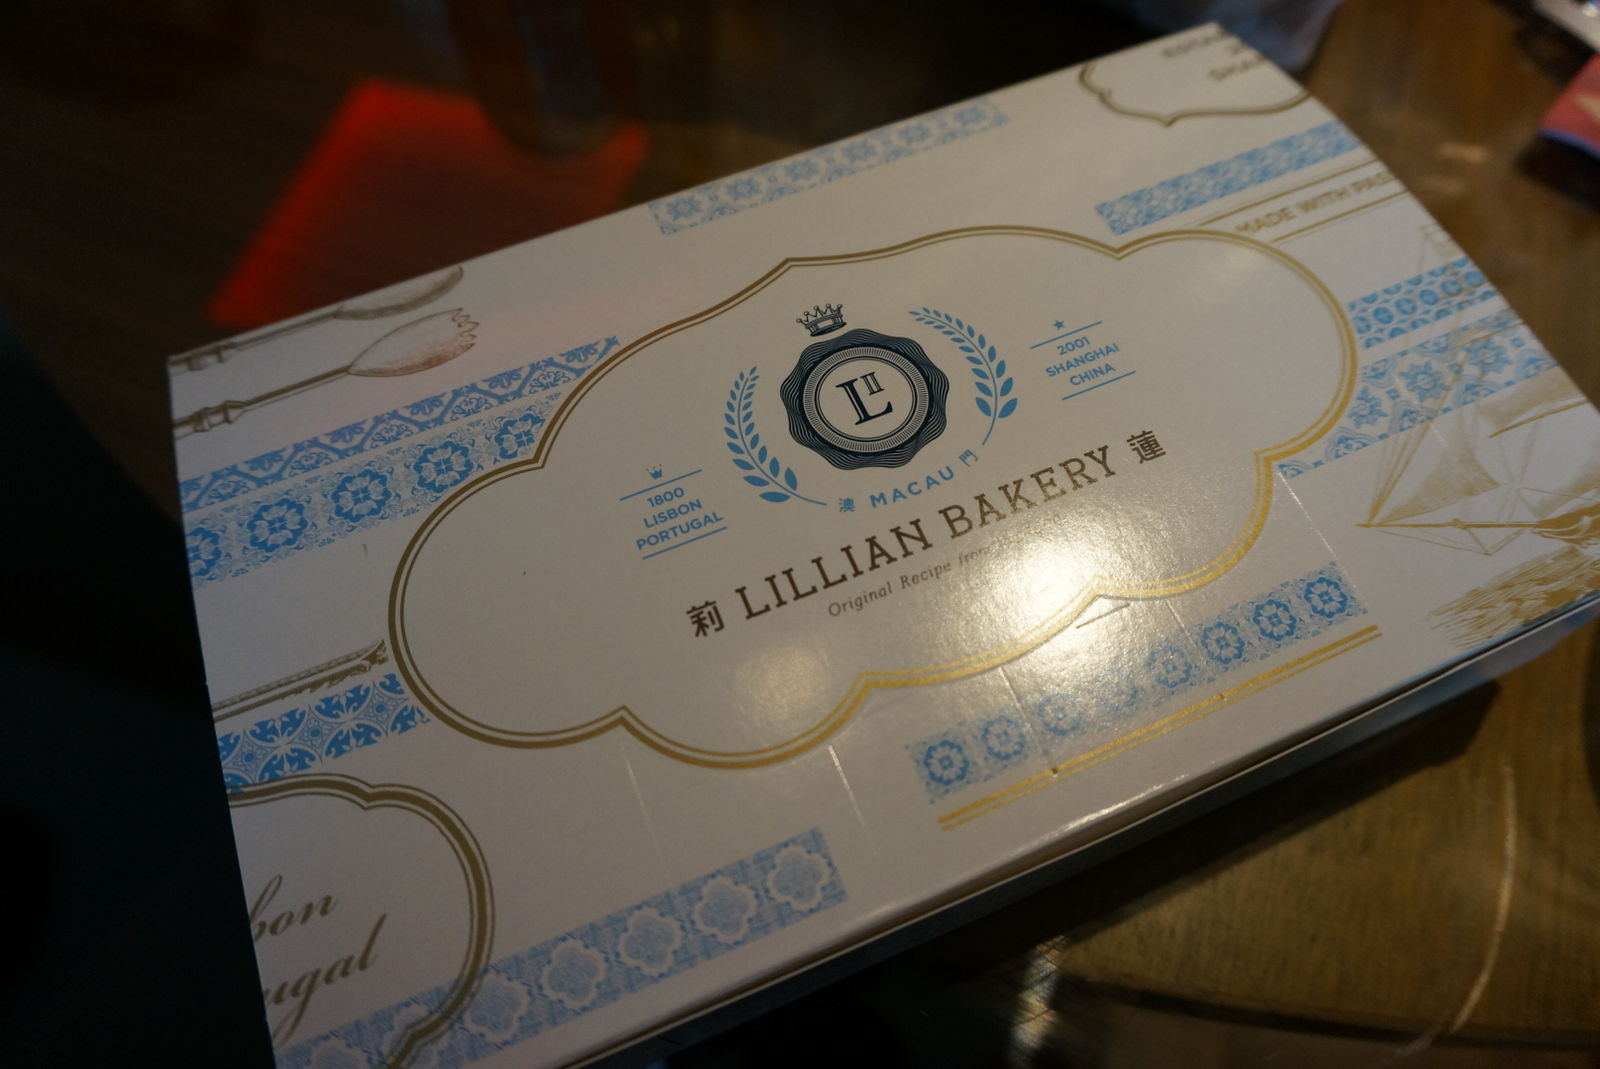 MADE WITH
LII
2001
SHANGHAI
CHINA
1800
LISBON
PORTUGAL
澳 MACAU 門
莉 LILLIAN BAKERY 蓮
Original Recipe from
bon
ugal